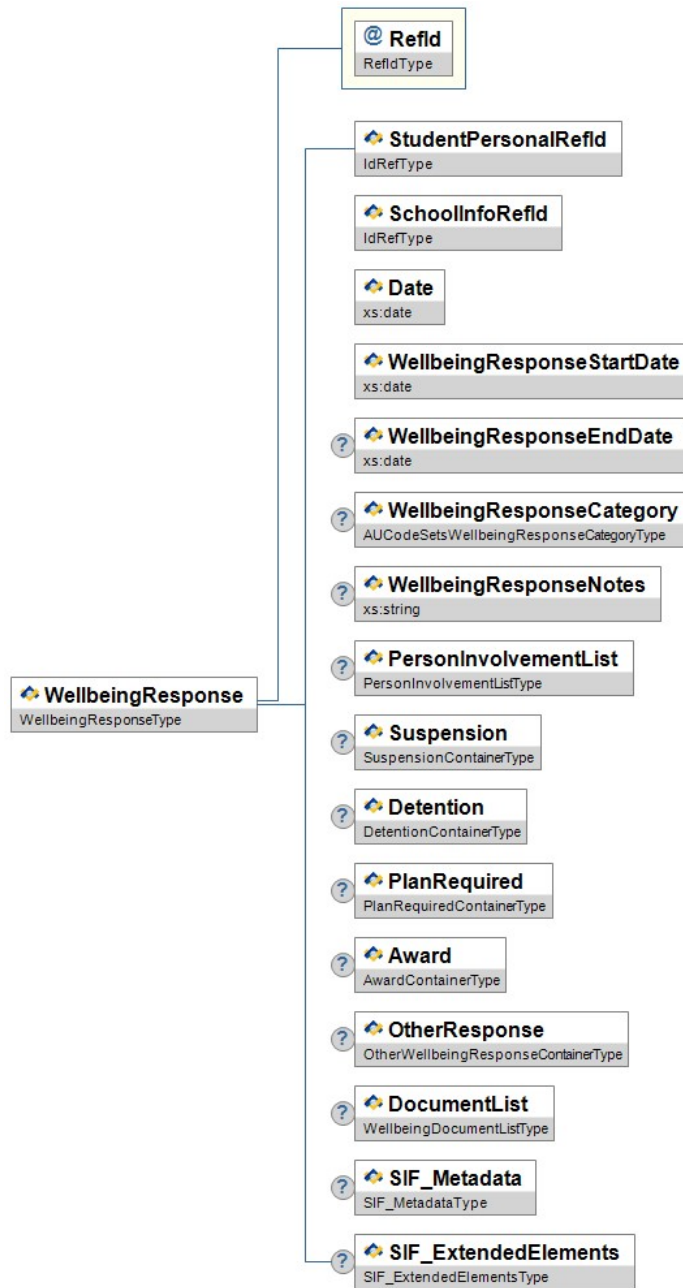 @ RefId
RefIdType
StudentPersonalRefId
IdRefType
SchoolInfoRefId
IdRefType
Date
xs:date
WellbeingResponseStartDate
xs:date
? WellbeingResponseEndDate
xs:date
? WellbeingResponseCategory
AUCodeSetsWellbeingResponseCategoryType
? WellbeingResponseNotes
xs:string
? PersonInvolvementList
PersonInvolvementListType
WellbeingResponse
WellbeingResponseType
? Suspension
SuspensionContainerType
? Detention
DetentionContainerType
? PlanRequired
PlanRequiredContainerType
? Award
AwardContainerType
? OtherResponse
OtherWellbeingResponseContainerType
? DocumentList
WellbeingDocumentListType
? SIF_Metadata
SIF_MetadataType
? SIF_ExtendedElements
SIF_ExtendedElementsType